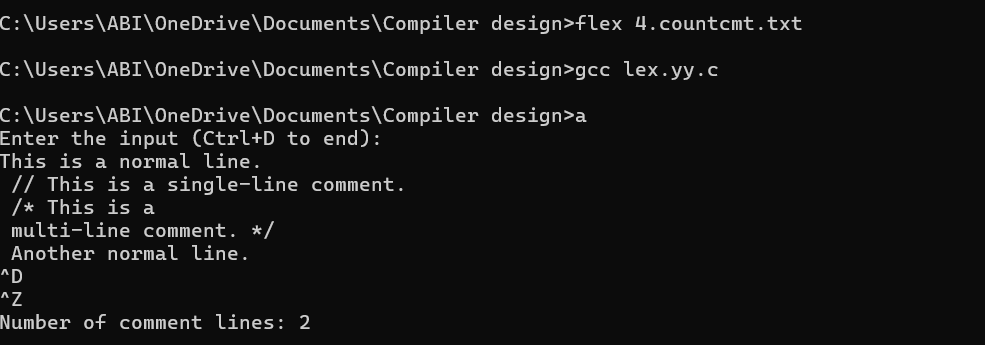 C:\Users\ABI\OneDrive\Documents\Compiler design>flex 4.countcmt.txt
C:\Users\ABI\OneDrive\Documents\Compiler design>gcc lex.yy.c
C:\Users\ABI\OneDrive\Documents\Compiler design>a
Enter the input (Ctrl+D to end):
This is a normal line.
 // This is a single-line comment.
 /* This is a
 multi-line comment. */
 Another normal line.
^D
^Z
Number of comment lines: 2